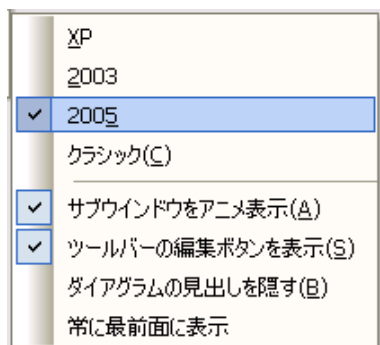 XP
2003
2005
クラシック(C)
サブウインドウをアニメ表示(A)
ツールバーの編集ボタンを表示(S)
ダイアグラムの見出しを隠す(B)
常に最前面に表示